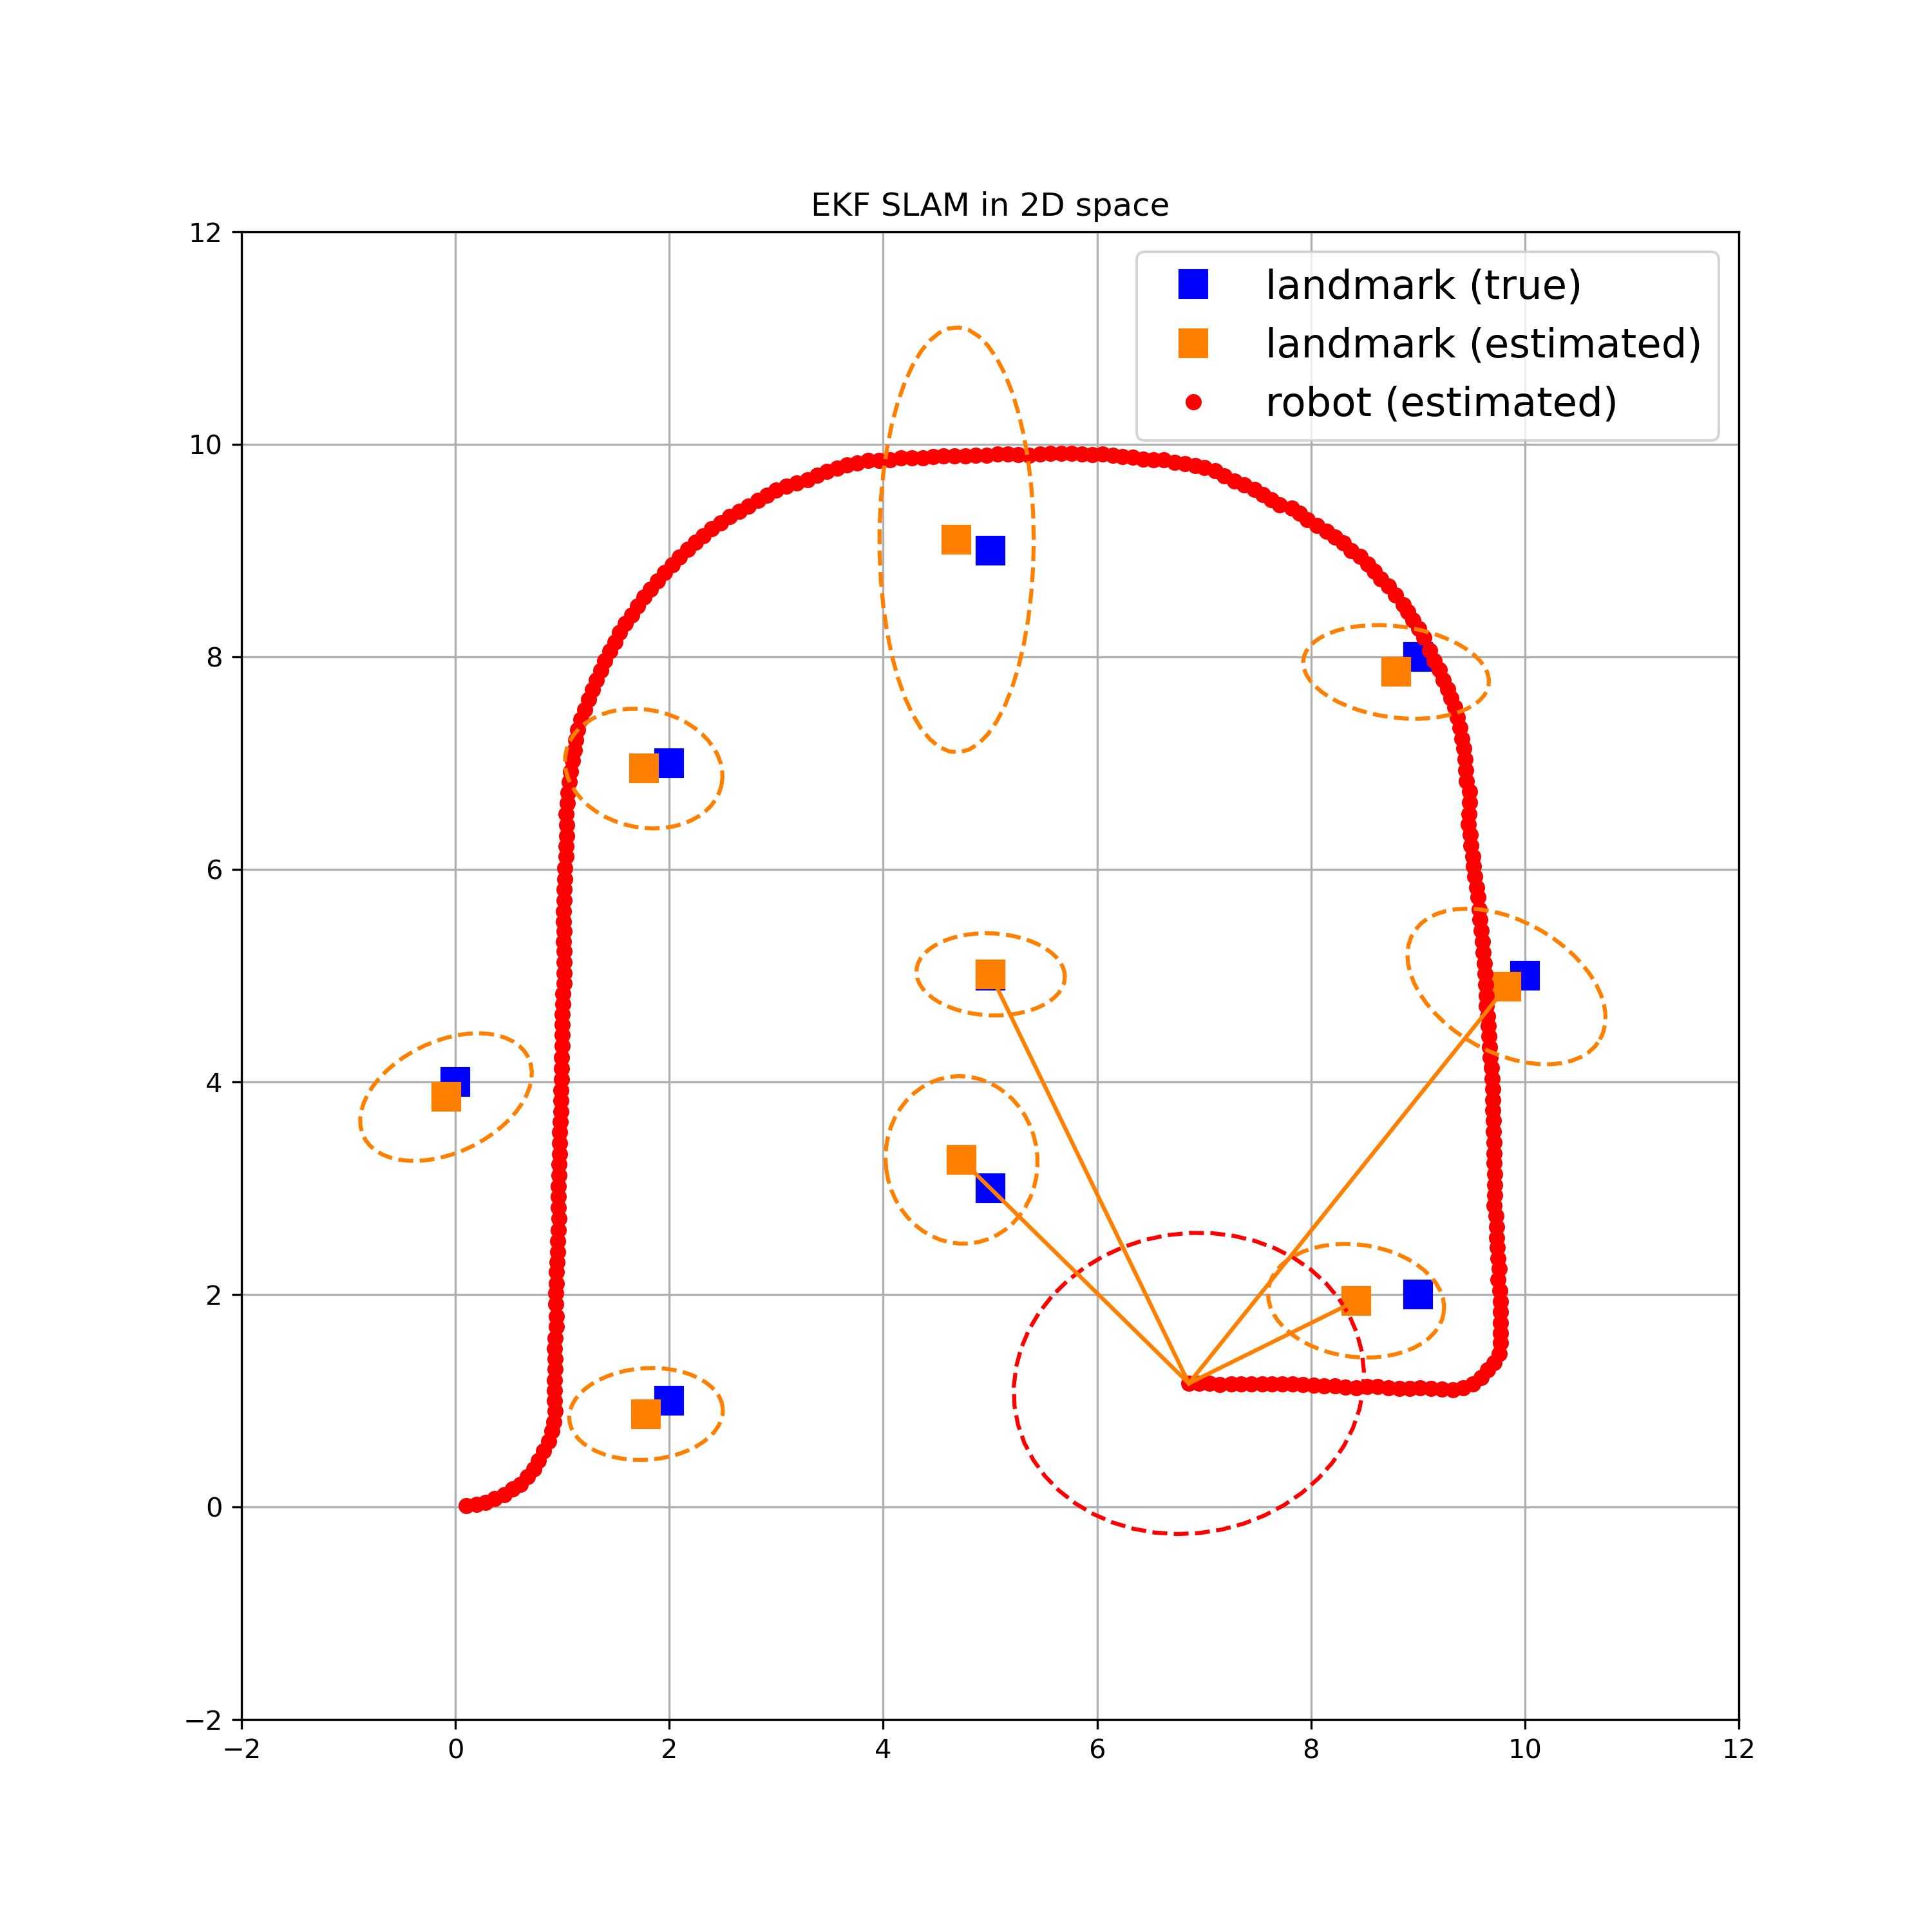 EKF SLAM in 2D space
12
landmark (true)
landmark (estimated)
robot (estimated)
10
8
6
4
2
0
−2
−2 0 2 4 6 8 10 12